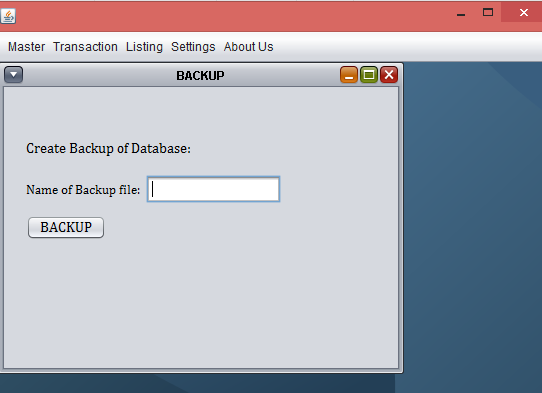 Master Transaction Listing Settings About Us
BACKUP
Create Backup of Database:
Name of Backup file:
BACKUP